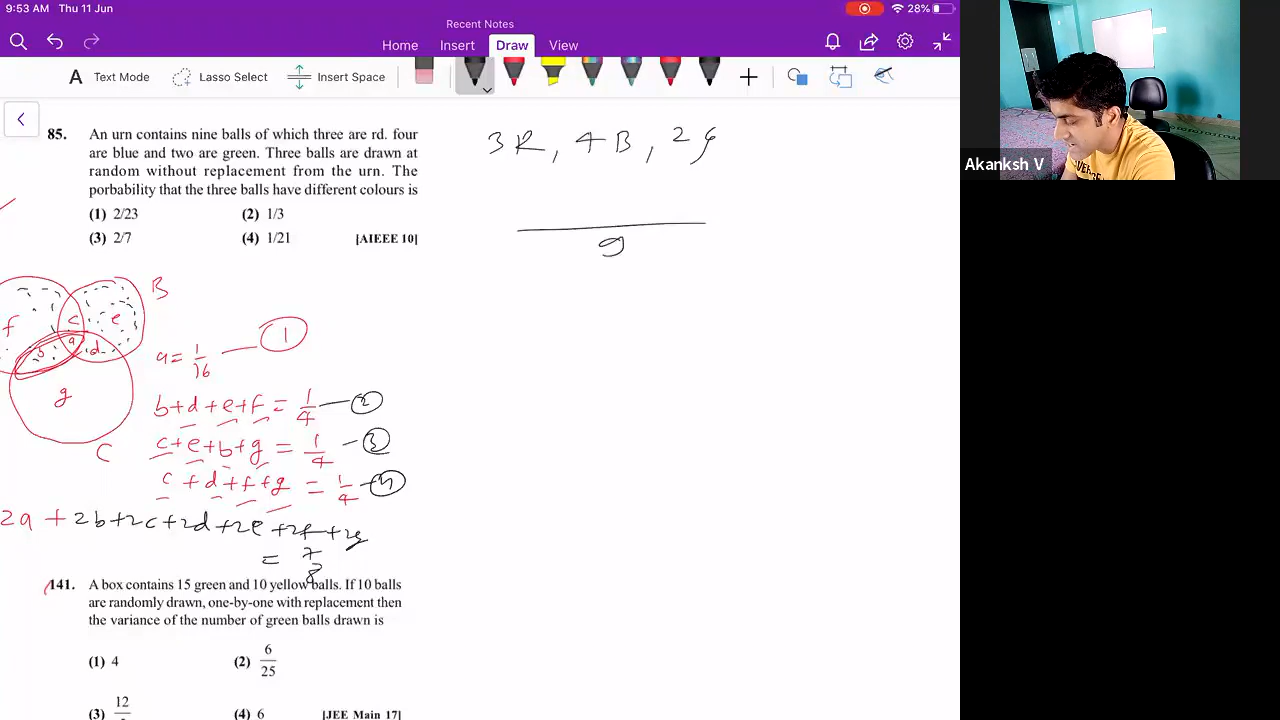 9:53 AM Thu 11 Jun
28%
Recent Notes
Home Insert Draw View
Text Mode Lasso Select Insert Space
85. An urn contains nine balls of which three are rd. four
are blue and two are green. Three balls are drawn at
random without replacement from the urn. The
porbability that the three balls have different colours is
(1) 2/23 (2) 1/3
(3) 2/7 (4) 1/21 [AIEEE 10]
3R, 4B, 2g
9
B
f c e
b a d
g
C
a = 1/16 — 1
b+d+e+f = 1/4 — 2
c+e+b+g = 1/4 — 3
c+d+f+g = 1/4 — 4
2a + 2b+2c+2d+2e+2f+2g
= 7/8
141. A box contains 15 green and 10 yellow balls. If 10 balls
are randomly drawn, one-by-one with replacement then
the variance of the number of green balls drawn is
(1) 4 (2) 6/25
(3) 12 (4) 6 [JEE Main 17]
Akanksh V